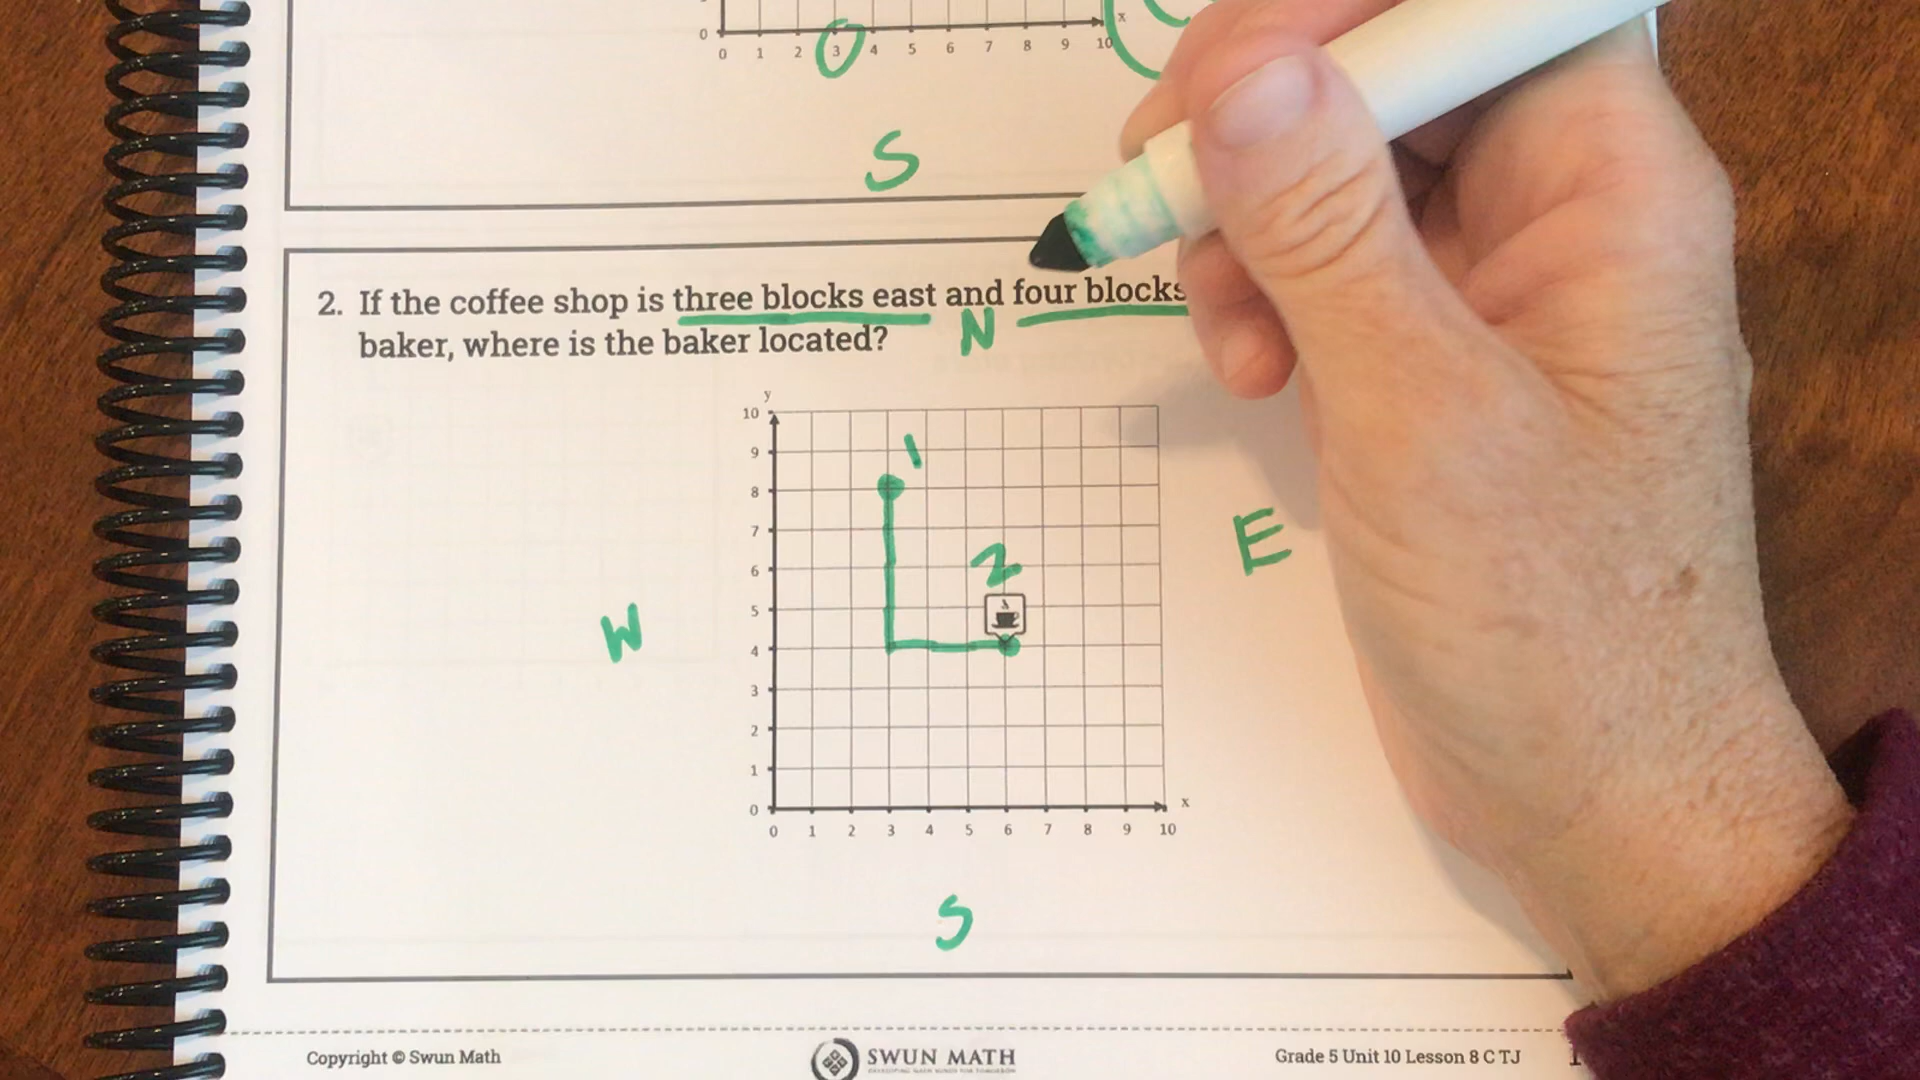 0
x
0 1 2 3 4 5 6 7 8 9 10
S
2. If the coffee shop is three blocks east and four blocks
baker, where is the baker located?
N
y
10
9
8
7
6
5
4
3
2
1
0
1
2
W
E
x
0 1 2 3 4 5 6 7 8 9 10
S
Copyright © Swun Math
SWUN MATH
Grade 5 Unit 10 Lesson 8 C TJ